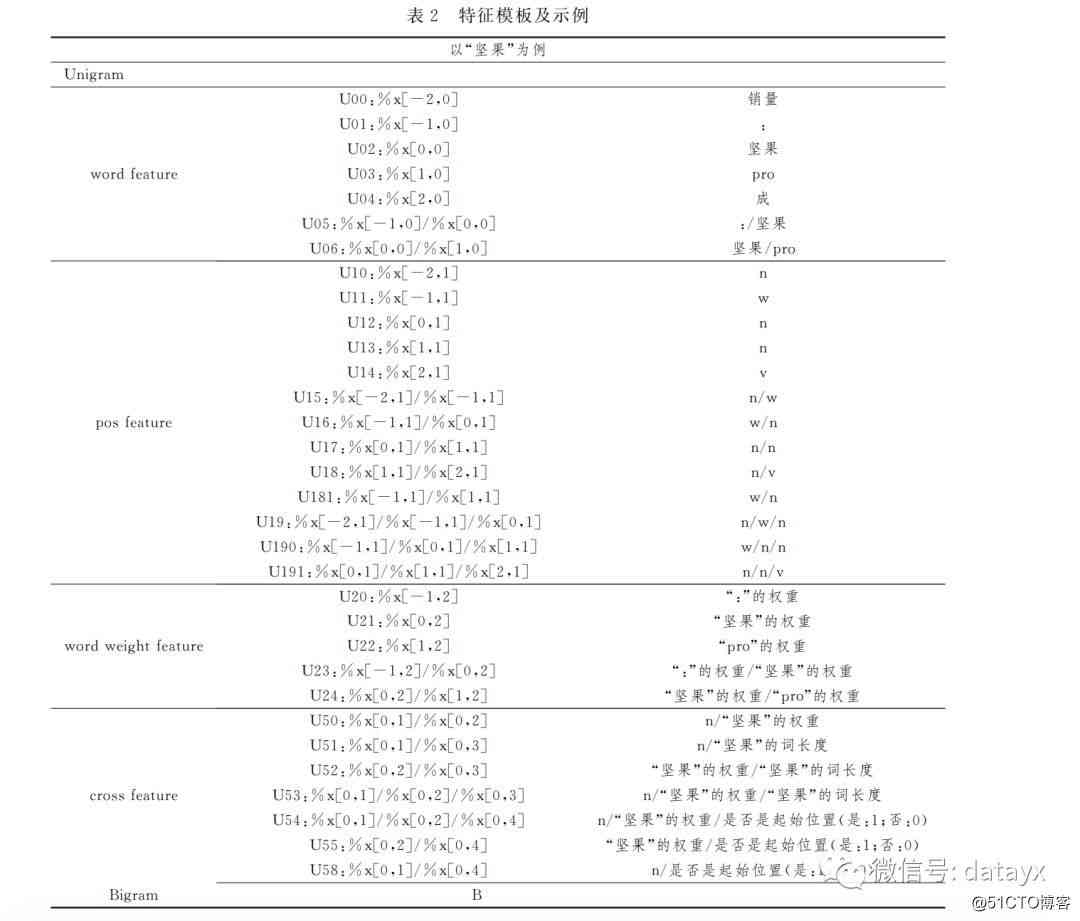 表2 特征模板及示例
以“坚果”为例
Unigram
U00:%x[-2,0] 销量
U01:%x[-1,0] :
U02:%x[0,0] 坚果
word feature U03:%x[1,0] pro
U04:%x[2,0] 成
U05:%x[-1,0]/%x[0,0] :/坚果
U06:%x[0,0]/%x[1,0] 坚果/pro
U10:%x[-2,1] n
U11:%x[-1,1] w
U12:%x[0,1] n
U13:%x[1,1] n
U14:%x[2,1] v
U15:%x[-2,1]/%x[-1,1] n/w
pos feature U16:%x[-1,1]/%x[0,1] w/n
U17:%x[0,1]/%x[1,1] n/n
U18:%x[1,1]/%x[2,1] n/v
U181:%x[-1,1]/%x[1,1] w/n
U19:%x[-2,1]/%x[-1,1]/%x[0,1] n/w/n
U190:%x[-1,1]/%x[0,1]/%x[1,1] w/n/n
U191:%x[0,1]/%x[1,1]/%x[2,1] n/n/v
U20:%x[-1,2] “:”的权重
U21:%x[0,2] “坚果”的权重
word weight feature U22:%x[1,2] “pro”的权重
U23:%x[-1,2]/%x[0,2] “:”的权重/“坚果”的权重
U24:%x[0,2]/%x[1,2] “坚果”的权重/“pro”的权重
U50:%x[0,1]/%x[0,2] n/“坚果”的权重
U51:%x[0,1]/%x[0,3] n/“坚果”的词长度
U52:%x[0,2]/%x[0,3] “坚果”的权重/“坚果”的词长度
cross feature U53:%x[0,1]/%x[0,2]/%x[0,3] n/“坚果”的权重/“坚果”的词长度
U54:%x[0,1]/%x[0,2]/%x[0,4] n/“坚果”的权重/是否是起始位置(是:1;否:0)
U55:%x[0,2]/%x[0,4] “坚果”的权重/是否是起始位置(是:1;否:0)
U58:%x[0,1]/%x[0,4] n/是否是起始位置(是:
微信号: datayx
Bigram B
@51CTO博客